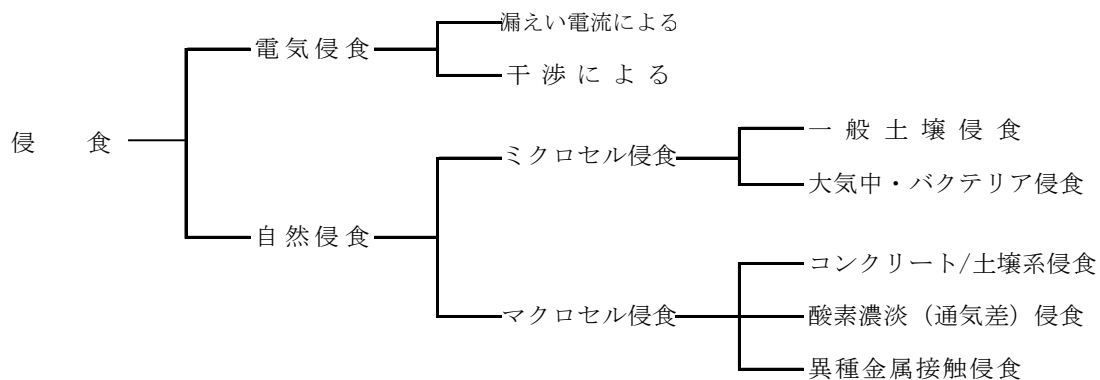 侵食
電気侵食
漏えい電流による
干渉による
自然侵食
ミクロセル侵食
一般土壌侵食
大気中・バクテリア侵食
マクロセル侵食
コンクリート/土壌系侵食
酸素濃淡（通気差）侵食
異種金属接触侵食